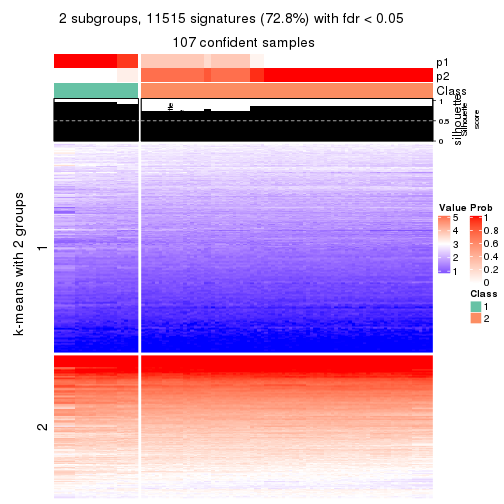 2 subgroups, 11515 signatures (72.8%) with fdr < 0.05
107 confident samples
p1
p2
Class
1
0.5
0
silhouette
Silhouette
score
k-means with 2 groups
1
2
Value
5
4
3
2
1
Prob
1
0.8
0.6
0.4
0.2
0
Class
1
2